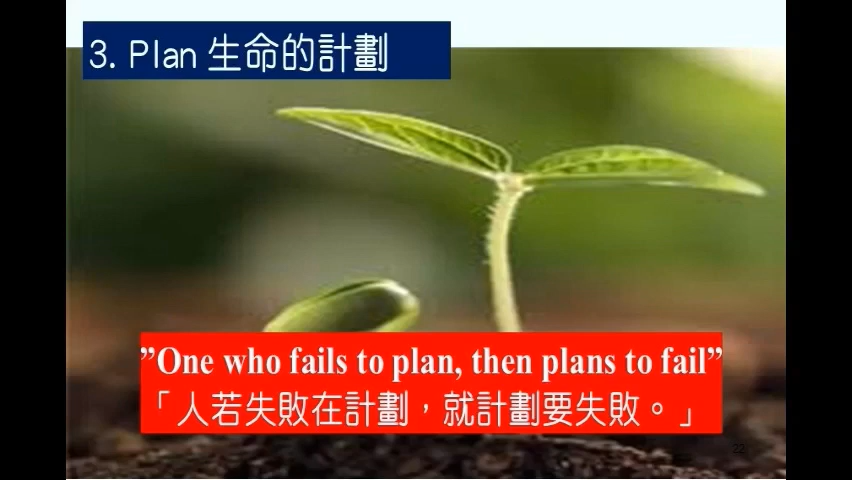 3. Plan 生命的計劃
”One who fails to plan, then plans to fail”
「人若失敗在計劃，就計劃要失敗。」
22